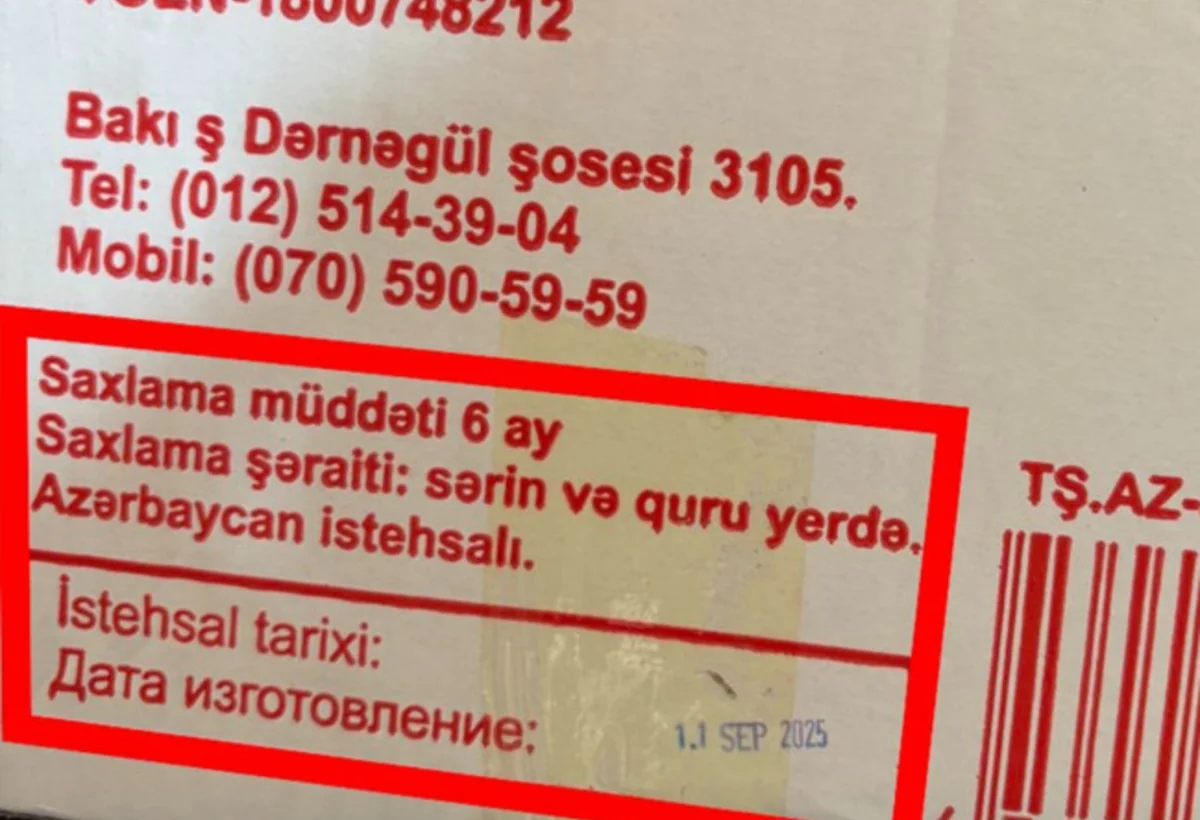 1800748212
Bakı ş Dərnəgül şosesi 3105.
Tel: (012) 514-39-04
Mobil: (070) 590-59-59
Saxlama müddəti 6 ay
Saxlama şəraiti: sərin və quru yerdə.
Azərbaycan istehsalı.
İstehsal tarixi:
Дата изготовление:
1.1 SEP 2025
TŞ.AZ-